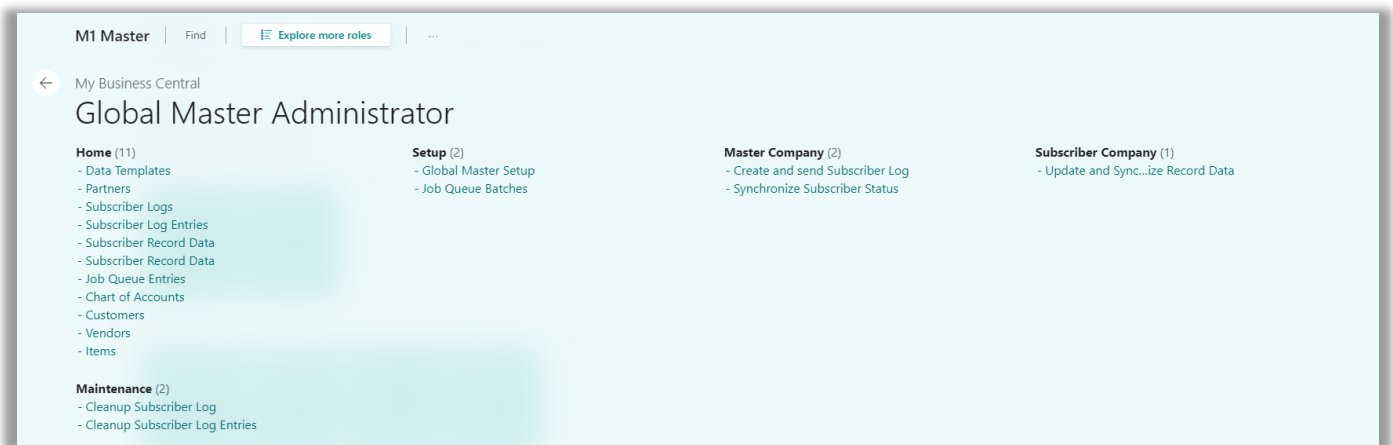 M1 Master
Find
Explore more roles
...
My Business Central
Global Master Administrator
Home (11)
- Data Templates
- Partners
- Subscriber Logs
- Subscriber Log Entries
- Subscriber Record Data
- Subscriber Record Data
- Job Queue Entries
- Chart of Accounts
- Customers
- Vendors
- Items
Setup (2)
- Global Master Setup
- Job Queue Batches
Master Company (2)
- Create and send Subscriber Log
- Synchronize Subscriber Status
Subscriber Company (1)
- Update and Sync...ize Record Data
Maintenance (2)
- Cleanup Subscriber Log
- Cleanup Subscriber Log Entries